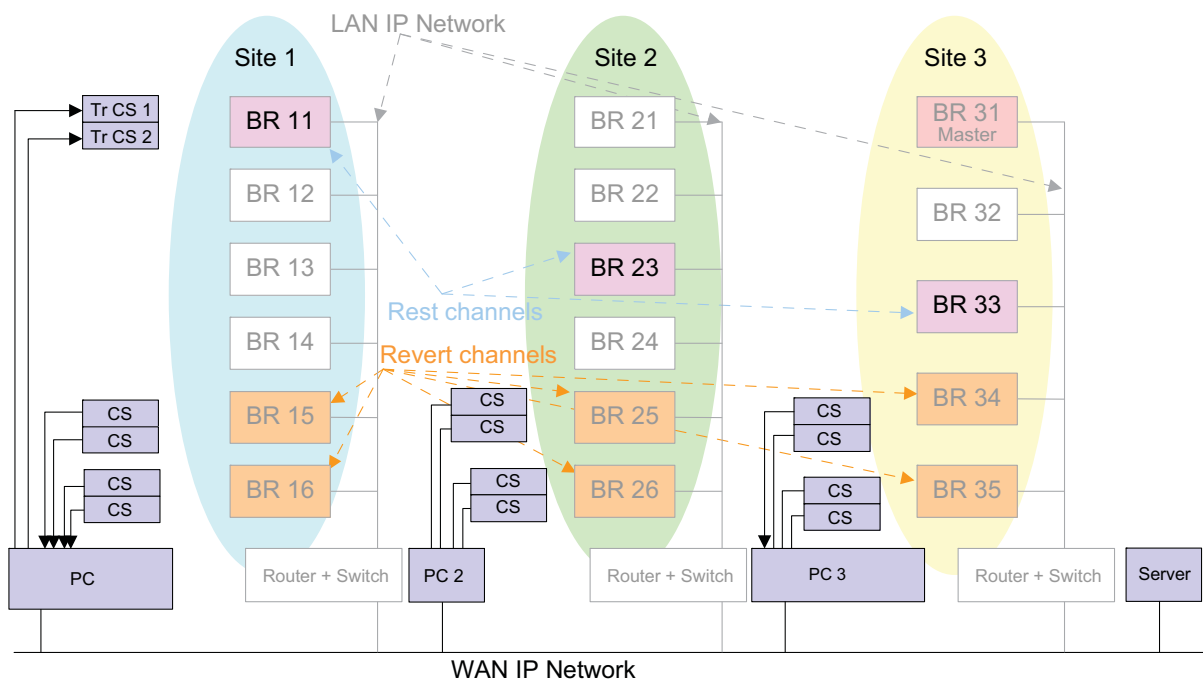 LAN IP Network
Site 1
Site 2
Site 3
Tr CS 1
Tr CS 2
BR 11
BR 12
BR 13
BR 14
BR 15
BR 16
BR 21
BR 22
BR 23
BR 24
BR 25
BR 26
BR 31
Master
BR 32
BR 33
BR 34
BR 35
Rest channels
Revert channels
CS
CS
CS
CS
CS
CS
CS
CS
CS
CS
CS
CS
PC
Router + Switch
PC 2
Router + Switch
PC 3
Router + Switch
Server
WAN IP Network